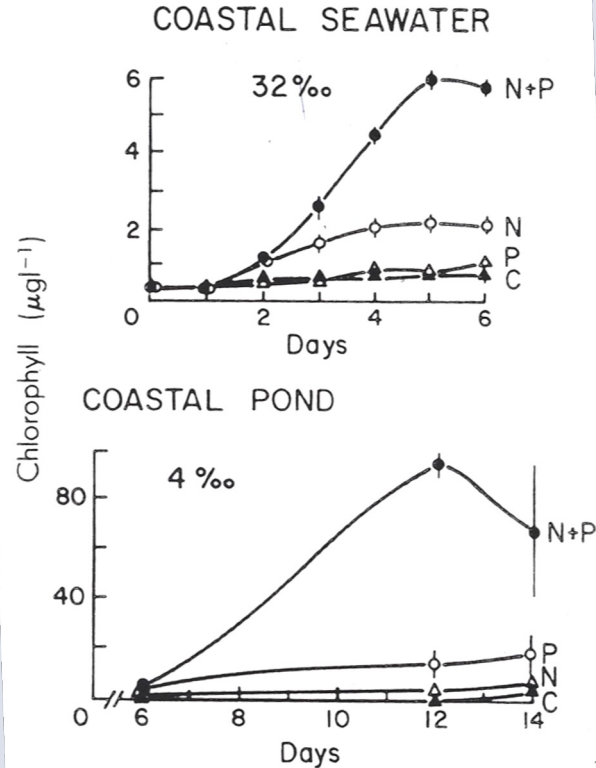 COASTAL SEAWATER
32‰
6
4
2
0 2 4 6
Days
N+P
N
P
C
Chlorophyll (μgl⁻¹)
COASTAL POND
4‰
80
40
0 6 8 10 12 14
Days
N+P
P
N
C